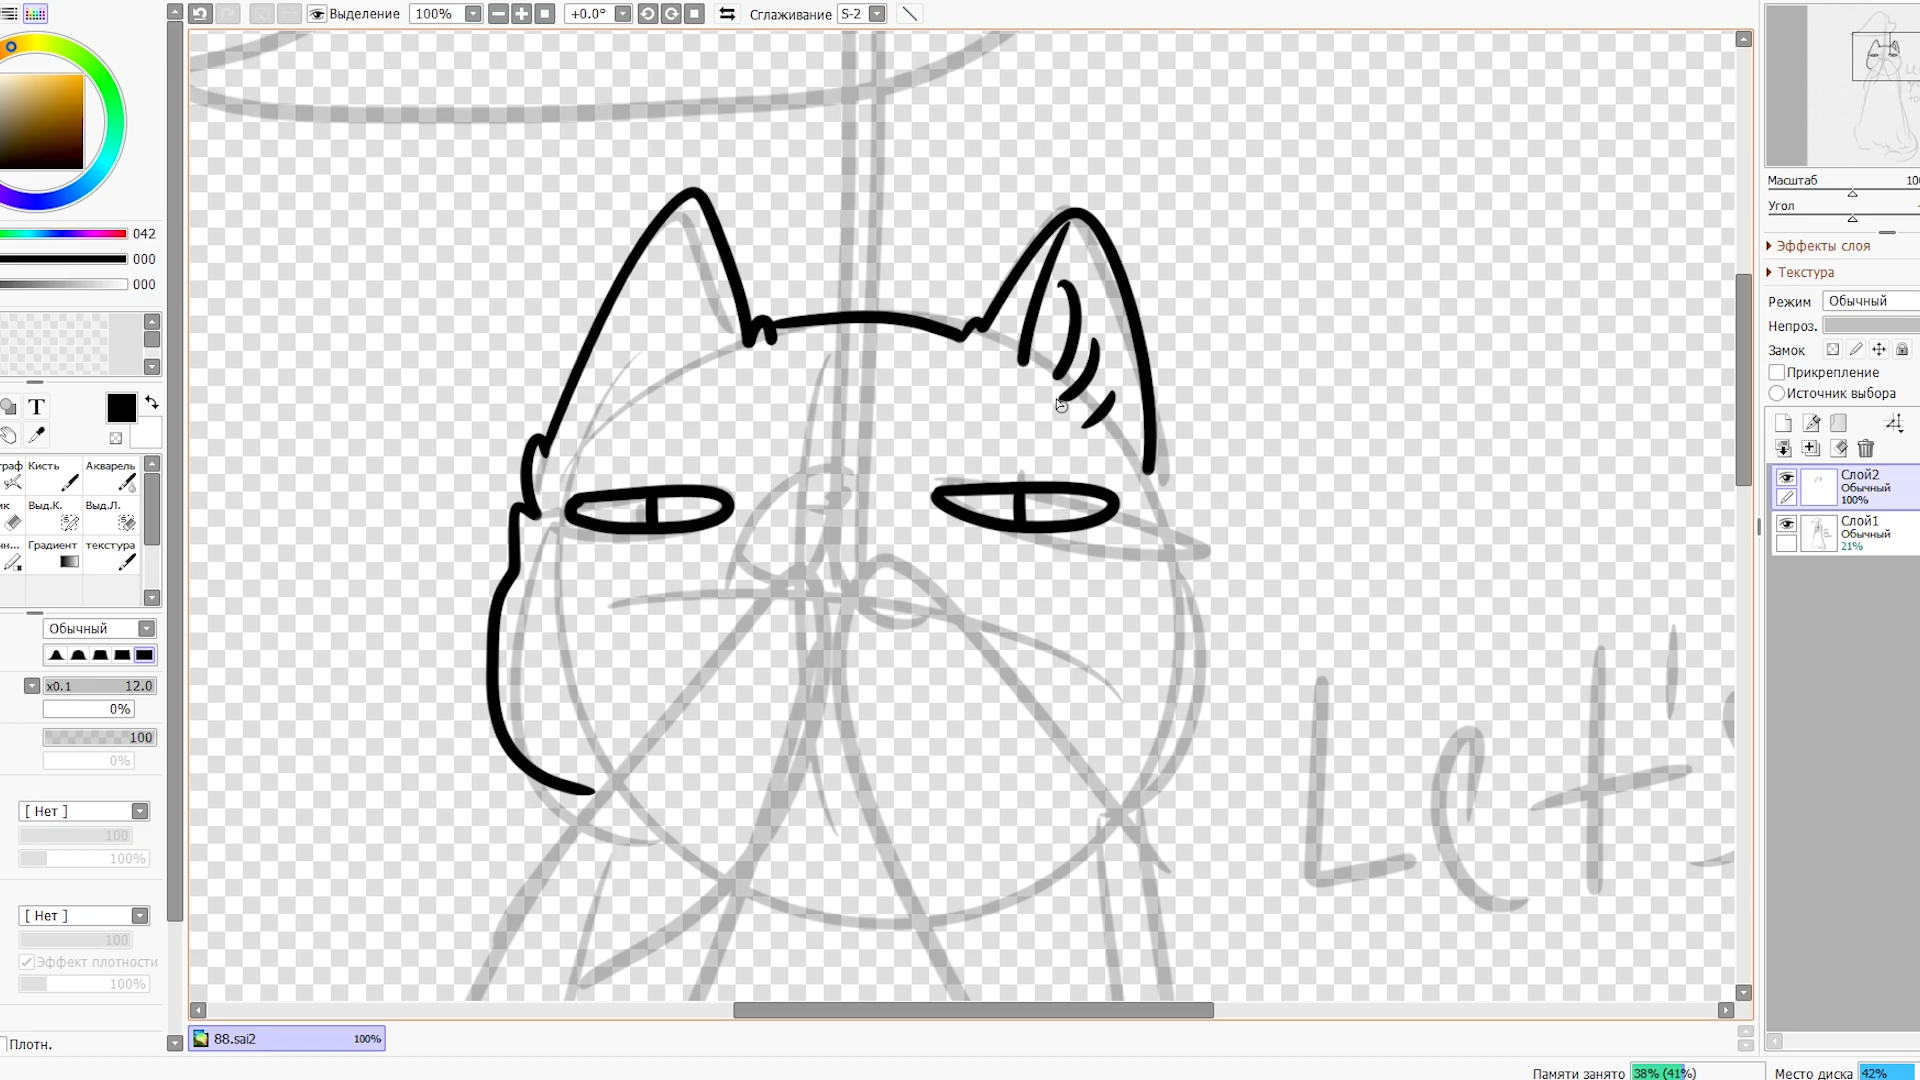 Выделение 100% +0.0° Сглаживание S-2
042
000
000
T
Масштаб
Угол
Эффекты слоя
Текстура
Режим Обычный
Непроз.
Замок
Прикрепление
Источник выбора
Кисть Акварель
Выд.К. Выд.Л.
Градиент текстура
Слой2
Обычный
100%
Слой1
Обычный
21%
Обычный
x0.1 12.0
0%
100
0%
[ Нет ]
100
100%
[ Нет ]
100
Эффект плотности
100%
Плотн.
Let's
88.sai2 100%
Памяти занято 38% (41%) Место диска 42%